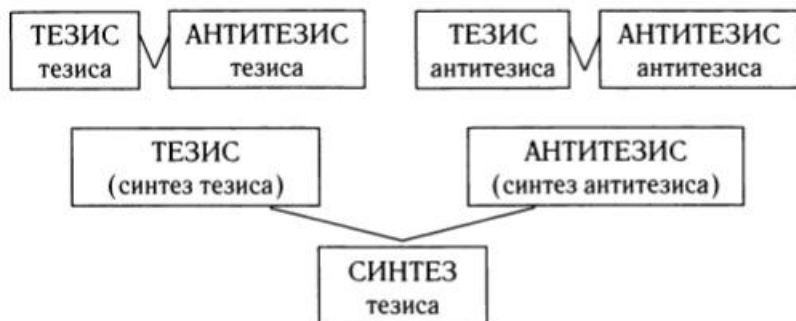 ТЕЗИС
тезиса
АНТИТЕЗИС
тезиса
ТЕЗИС
антитезиса
АНТИТЕЗИС
антитезиса
ТЕЗИС
(синтез тезиса)
АНТИТЕЗИС
(синтез антитезиса)
СИНТЕЗ
тезиса